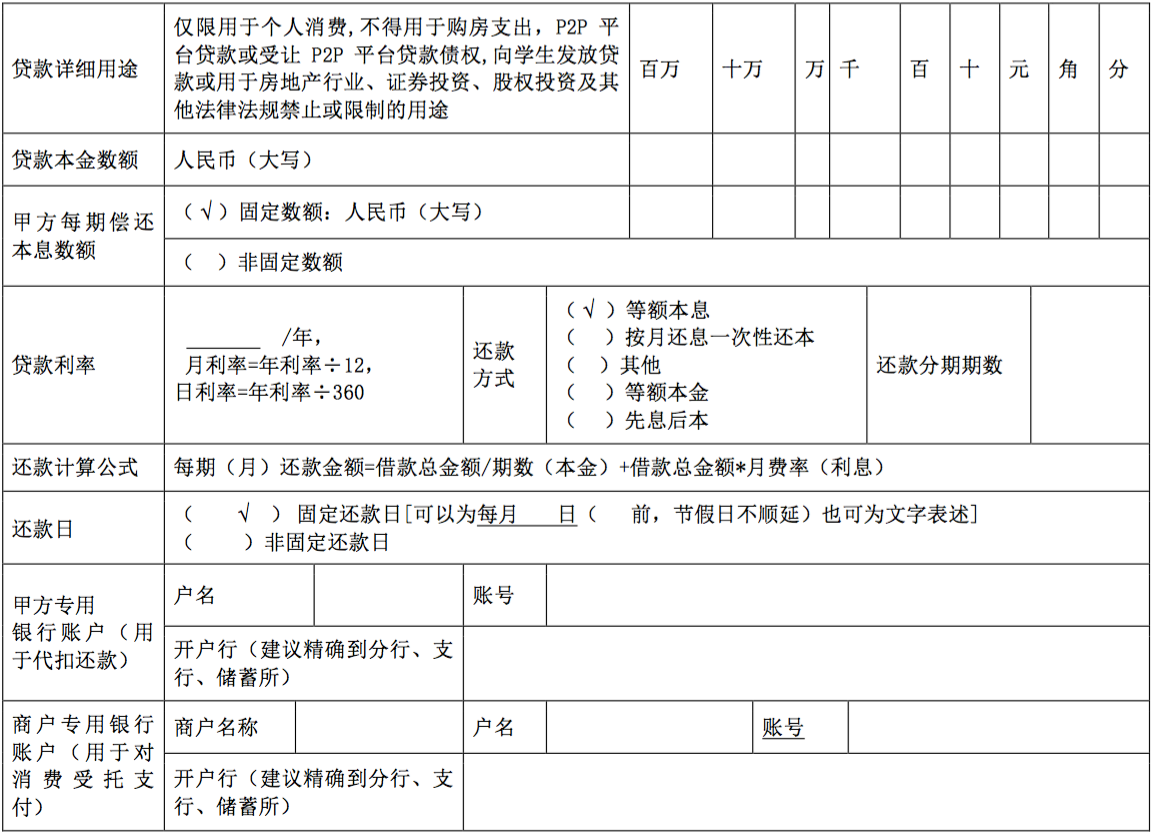 贷款详细用途
仅限用于个人消费,不得用于购房支出，P2P 平
台贷款或受让 P2P 平台贷款债权,向学生发放贷
款或用于房地产行业、证券投资、股权投资及其
他法律法规禁止或限制的用途
百万 十万 万 千 百 十 元 角 分
贷款本金数额
人民币（大写）
甲方每期偿还
本息数额
（√）固定数额：人民币（大写）
（ ）非固定数额
贷款利率
______ /年，
月利率=年利率÷12，
日利率=年利率÷360
还款
方式
（√ ）等额本息
（ ）按月还息一次性还本
（ ）其他
（ ）等额本金
（ ）先息后本
还款分期期数
还款计算公式
每期（月）还款金额=借款总金额/期数（本金）+借款总金额*月费率（利息）
还款日
（ √ ） 固定还款日[可以为每月 日（ 前，节假日不顺延）也可为文字表述]
（ ）非固定还款日
甲方专用
银行账户（用
于代扣还款）
户名
账号
开户行（建议精确到分行、支
行、储蓄所）
商户专用银行
账户（用于对
消费受托支
付）
商户名称
户名
账号
开户行（建议精确到分行、支
行、储蓄所）